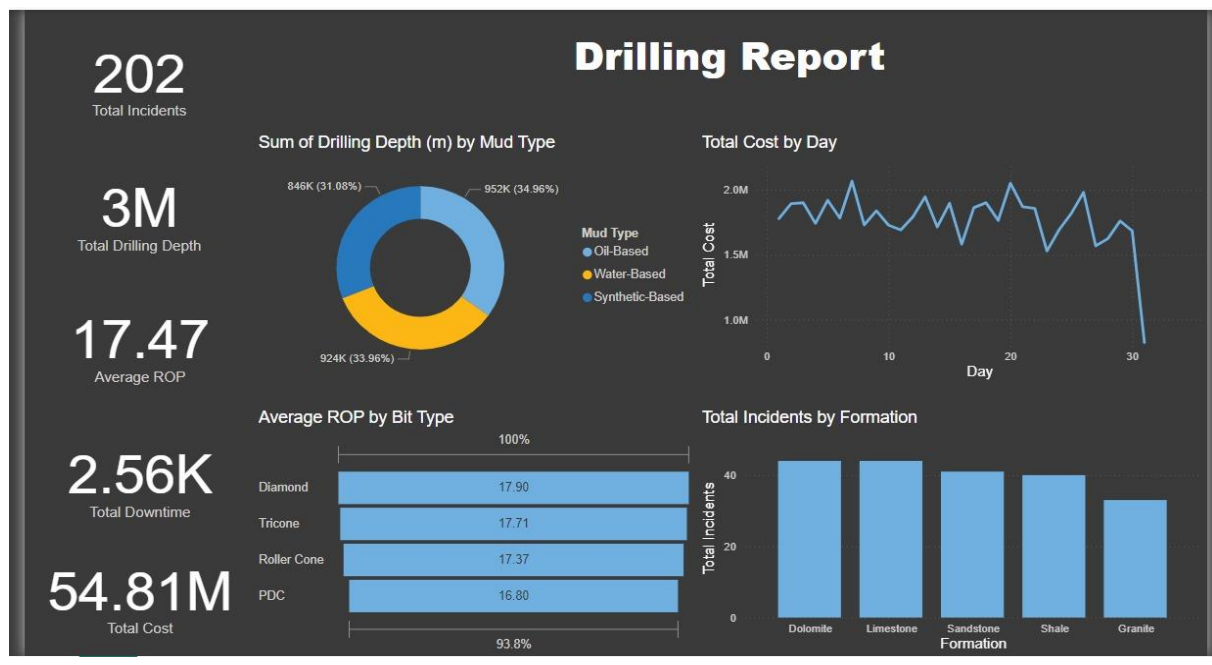 Drilling Report
202
Total Incidents
3M
Total Drilling Depth
17.47
Average ROP
2.56K
Total Downtime
54.81M
Total Cost
Sum of Drilling Depth (m) by Mud Type
846K (31.08%)
952K (34.96%)
924K (33.96%)
Mud Type
Oil-Based
Water-Based
Synthetic-Based
Total Cost by Day
Total Cost
2.0M
1.5M
1.0M
0 10 20 30
Day
Average ROP by Bit Type
100%
Diamond 17.90
Tricone 17.71
Roller Cone 17.37
PDC 16.80
93.8%
Total Incidents by Formation
Total Incidents
40
20
0
Dolomite Limestone Sandstone Shale Granite
Formation